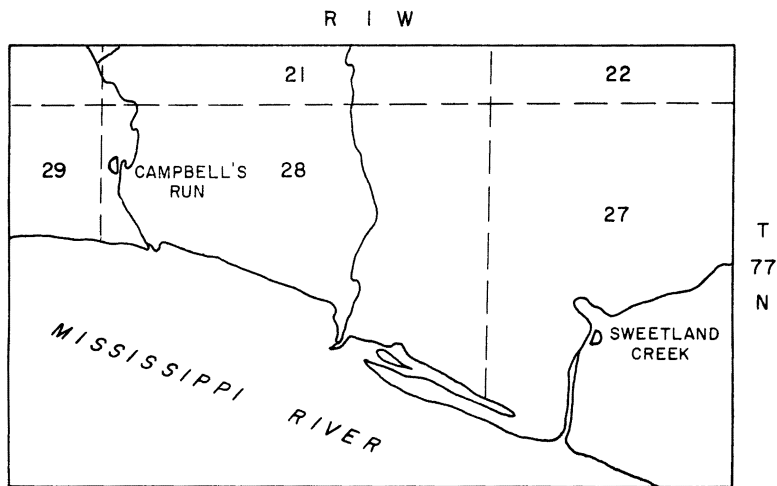 R I W
21
22
29
CAMPBELL'S
RUN
28
27
T
77
N
SWEETLAND
CREEK
MISSISSIPPI RIVER